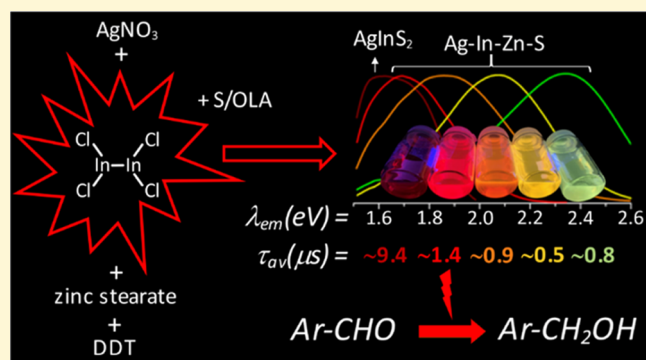 AgNO₃
+
+ S/OLA
Cl Cl
In—In
Cl Cl
+
zinc stearate
+
DDT
AgInS₂ Ag-In-Zn-S
1.6 1.8 2.0 2.2 2.4 2.6
λem(eV)=
τav(μs)= ~9.4 ~1.4 ~0.9 ~0.5 ~0.8
Ar-CHO Ar-CH₂OH